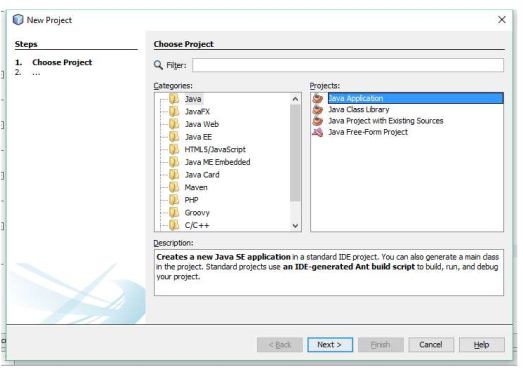 New Project
Steps
1. Choose Project
2. ...
Choose Project
Filter:
Categories:
Java
JavaFX
Java Web
Java EE
HTML5/JavaScript
Java ME Embedded
Java Card
Maven
PHP
Groovy
C/C++
Projects:
Java Application
Java Class Library
Java Project with Existing Sources
Java Free-Form Project
Description:
Creates a new Java SE application in a standard IDE project. You can also generate a main class
in the project. Standard projects use an IDE-generated Ant build script to build, run, and debug
your project.
< Back
Next >
Finish
Cancel
Help